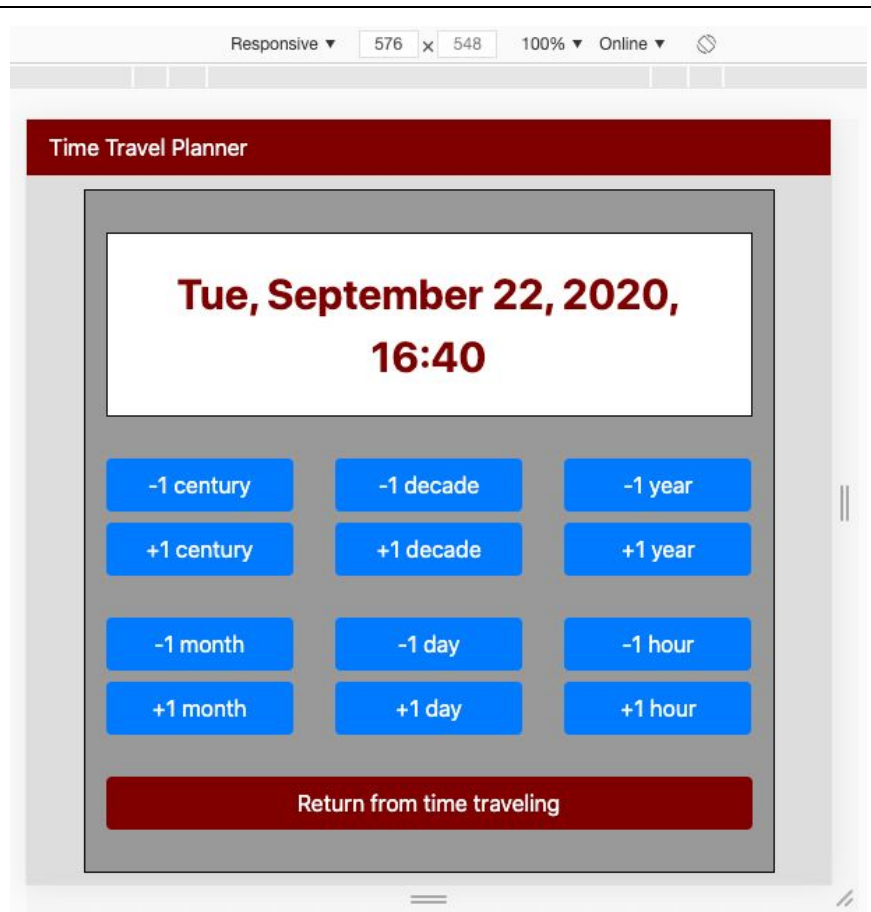 Responsive ▼ 576 × 548 100% ▼ Online ▼
Time Travel Planner
Tue, September 22, 2020,
16:40
-1 century -1 decade -1 year
+1 century +1 decade +1 year
-1 month -1 day -1 hour
+1 month +1 day +1 hour
Return from time traveling